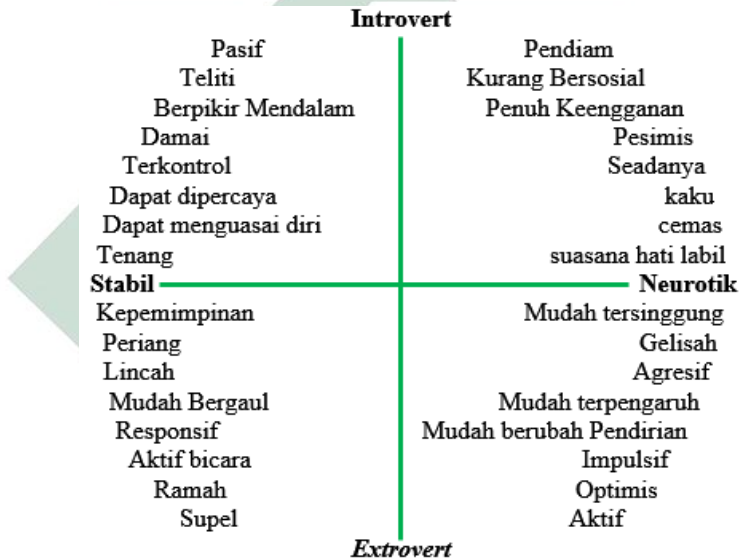 Introvert
Pasif
Pendiam
Teliti
Kurang Bersosial
Berpikir Mendalam
Penuh Keengganan
Damai
Pesimis
Terkontrol
Seadanya
Dapat dipercaya
kaku
Dapat menguasai diri
cemas
Tenang
suasana hati labil
Stabil
Neurotik
Kepemimpinan
Mudah tersinggung
Periang
Gelisah
Lincah
Agresif
Mudah Bergaul
Mudah terpengaruh
Responsif
Mudah berubah Pendirian
Aktif bicara
Impulsif
Ramah
Optimis
Supel
Aktif
Extrovert